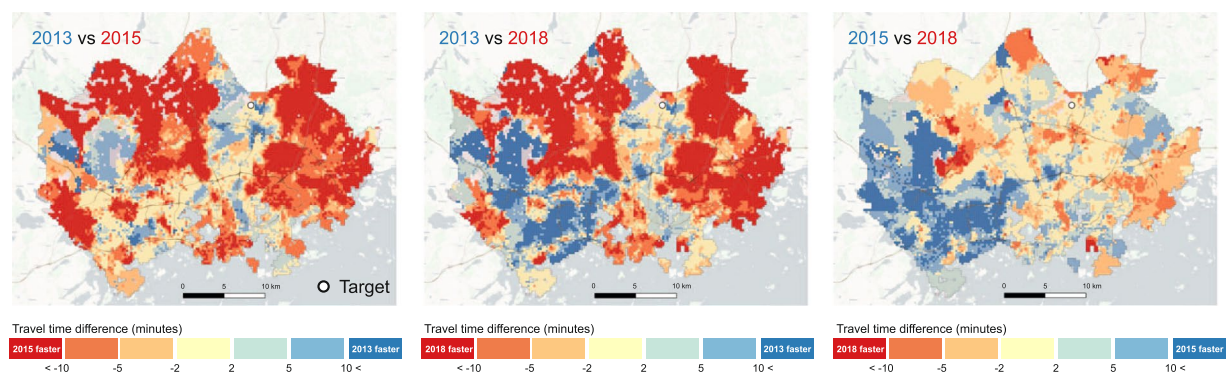 2013 vs 2015
0 5 10 km
Target
Travel time difference (minutes)
2015 faster 2013 faster
< -10 -5 -2 2 5 10 <
2013 vs 2018
0 5 10 km
Travel time difference (minutes)
2018 faster 2013 faster
< -10 -5 -2 2 5 10 <
2015 vs 2018
0 5 10 km
Travel time difference (minutes)
2018 faster 2015 faster
< -10 -5 -2 2 5 10 <